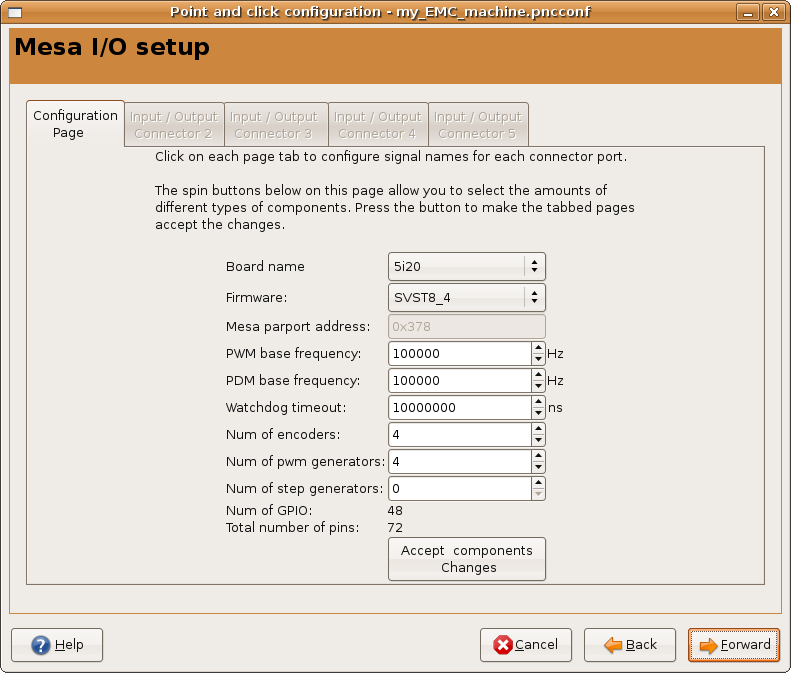 Point and click configuration - my_EMC_machine.pncconf
Mesa I/O setup
Configuration
Page
Input / Output
Connector 2
Input / Output
Connector 3
Input / Output
Connector 4
Input / Output
Connector 5
Click on each page tab to configure signal names for each connector port.
The spin buttons below on this page allow you to select the amounts of
different types of components. Press the button to make the tabbed pages
accept the changes.
Board name 5i20
Firmware: SVST8_4
Mesa parport address: 0x378
PWM base frequency: 100000 Hz
PDM base frequency: 100000 Hz
Watchdog timeout: 10000000 ns
Num of encoders: 4
Num of pwm generators: 4
Num of step generators: 0
Num of GPIO: 48
Total number of pins: 72
Accept components
Changes
Help Cancel Back Forward